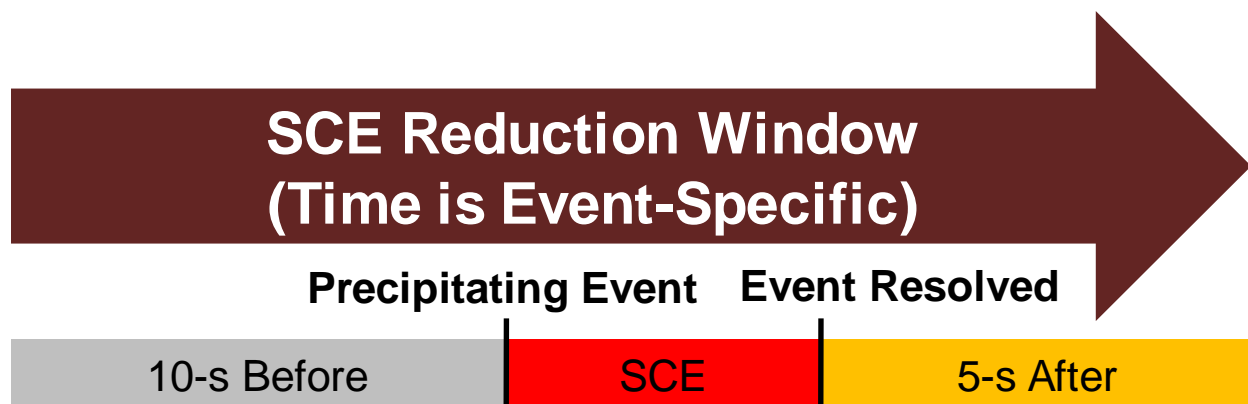 SCE Reduction Window
(Time is Event-Specific)
Precipitating Event
Event Resolved
10-s Before
SCE
5-s After